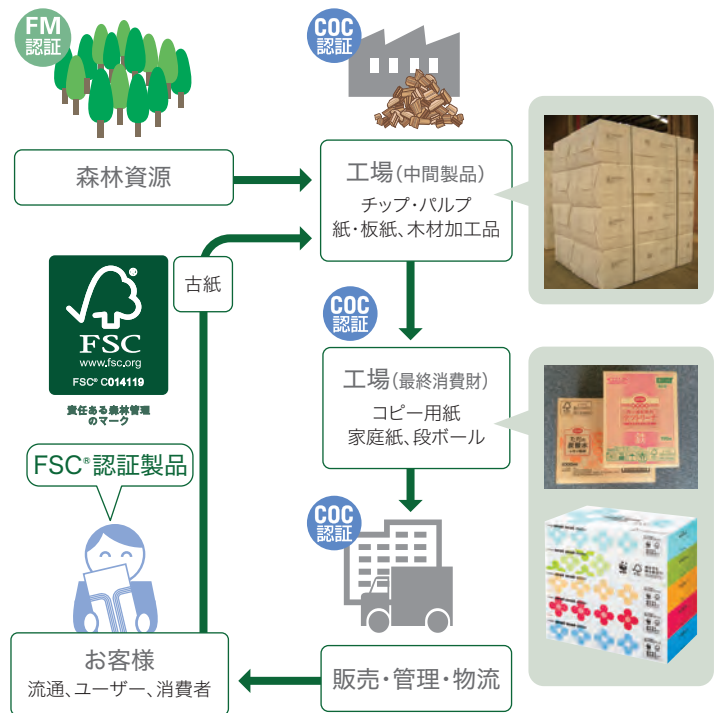 FM
認証
COC
認証
森林資源
工場(中間製品)
チップ・パルプ
紙・板紙、木材加工品
古紙
FSC
www.fsc.org
FSC® C014119
責任ある森林管理
のマーク
COC
認証
工場(最終消費財)
コピー用紙
家庭紙、段ボール
FSC®認証製品
COC
認証
お客様
流通、ユーザー、消費者
販売・管理・物流